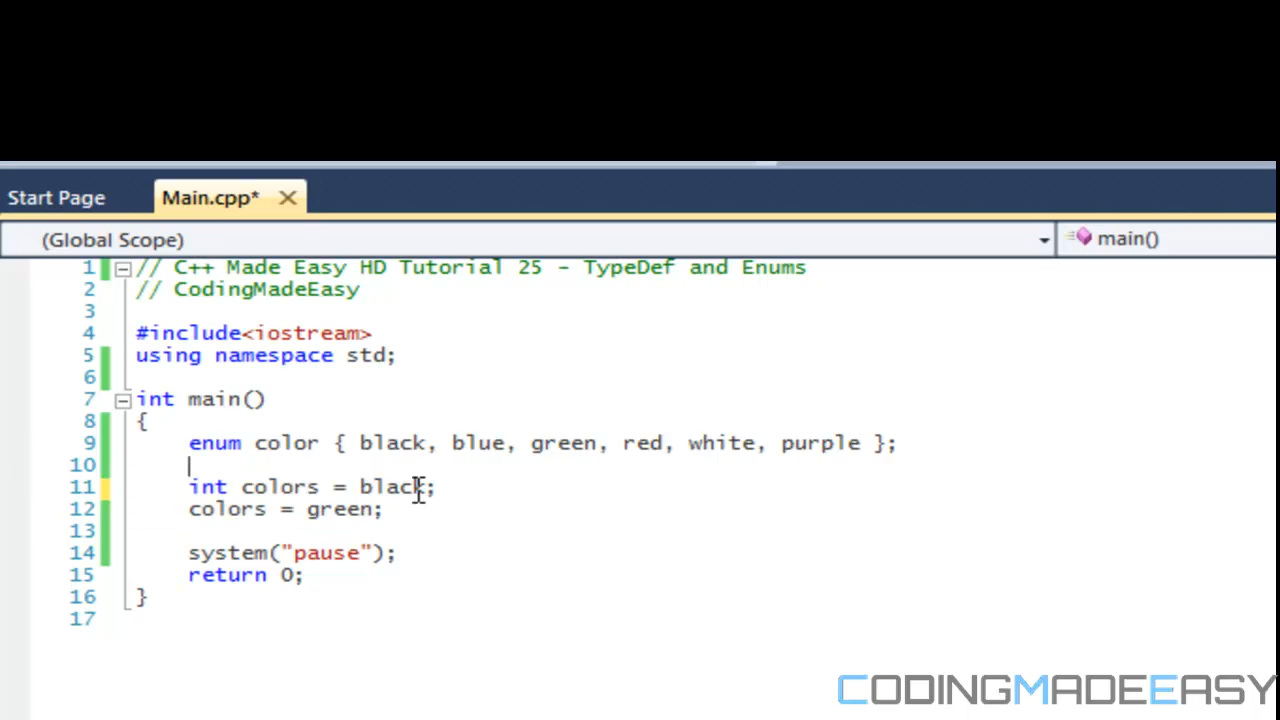 Start Page Main.cpp*
(Global Scope) main()
1 // C++ Made Easy HD Tutorial 25 - TypeDef and Enums
2 // CodingMadeEasy
3
4 #include<iostream>
5 using namespace std;
6
7 int main()
8 {
9 enum color { black, blue, green, red, white, purple };
10
11 int colors = black;
12 colors = green;
13
14 system("pause");
15 return 0;
16 }
17
CODINGMADEEASY